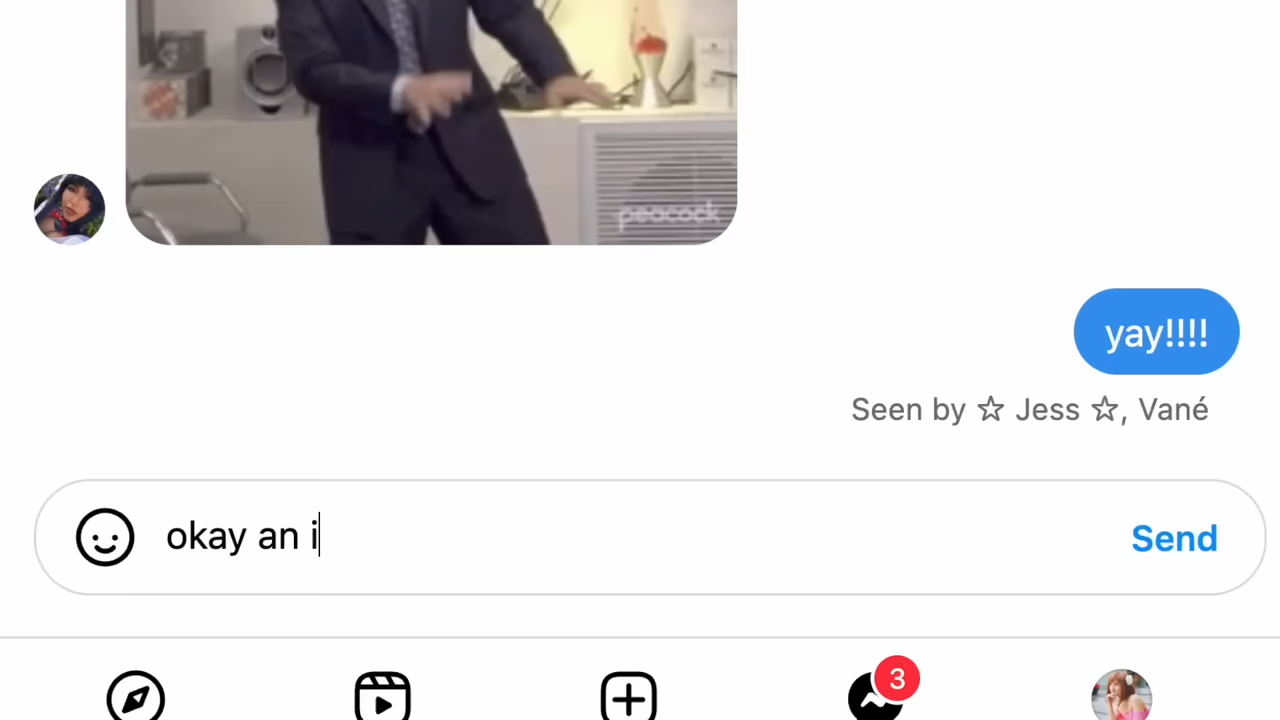 peacock
yay!!!!
Seen by ☆ Jess ☆, Vané
okay an i
Send
3